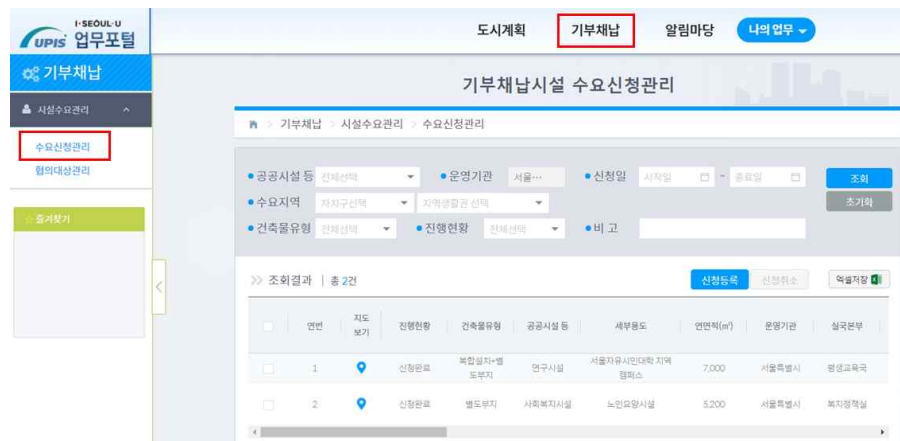 I·SEOUL·U
UPIS 업무포털
도시계획 기부채납 알림마당 나의 업무
기부채납
시설수요관리
수요신청관리
협의대상관리
즐겨찾기
기부채납시설 수요신청관리
기부채납 > 시설수요관리 > 수요신청관리
공공시설 등 전체선택 운영기관 서울… 신청일 시작일 ~ 종료일 조회
수요지역 자치구선택 지역생활권 선택 초기화
건축물유형 전체선택 진행현황 전체선택 비 고
조회결과 | 총 2건 신청등록 신청취소 엑셀저장
연번 지도 보기 진행현황 건축물유형 공공시설 등 세부용도 연면적(㎡) 운영기관 실국본부
1 신청완료 복합설치+별도부지 연구시설 서울자유시민대학 지역 캠퍼스 7,000 서울특별시 평생교육국
2 신청완료 별도부지 사회복지시설 노인요양시설 5,200 서울특별시 복지정책실